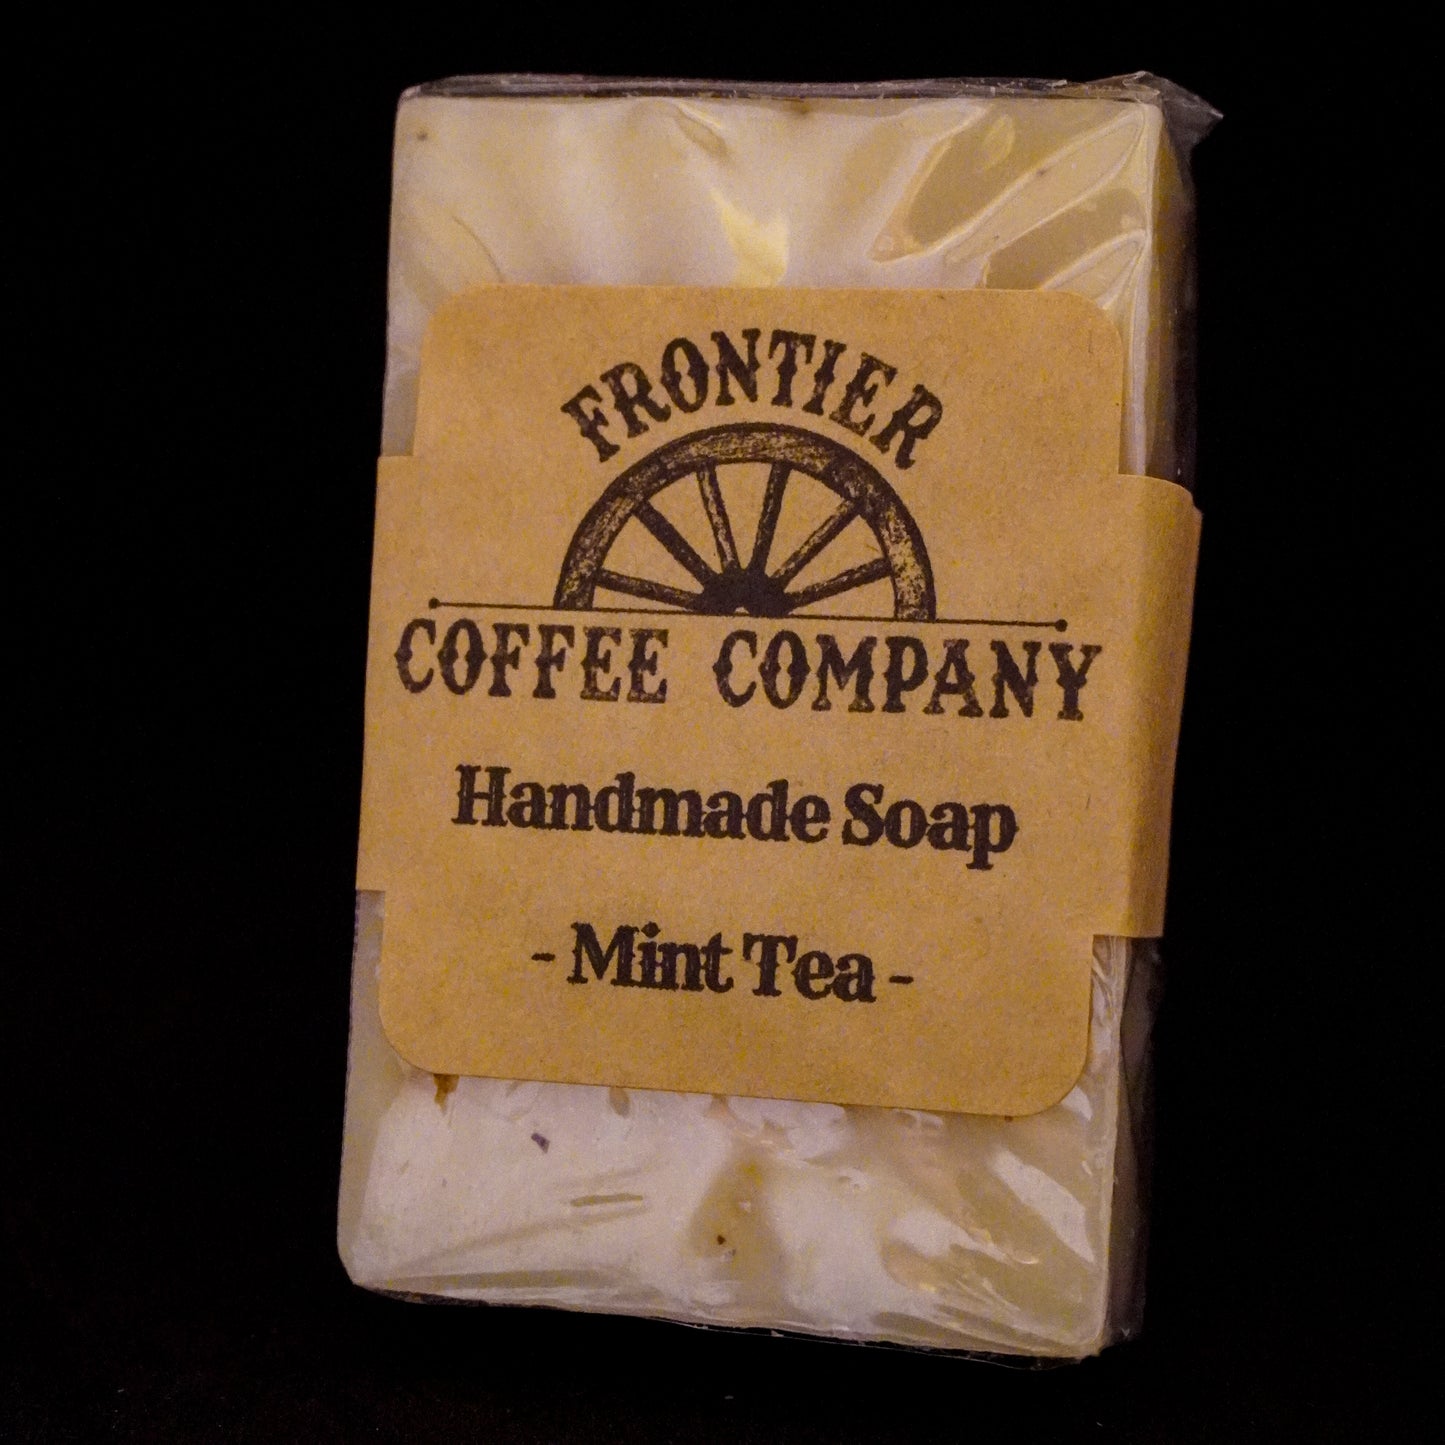 FRONTIER
COFFEE COMPANY
Handmade Soap
- Mint Tea -